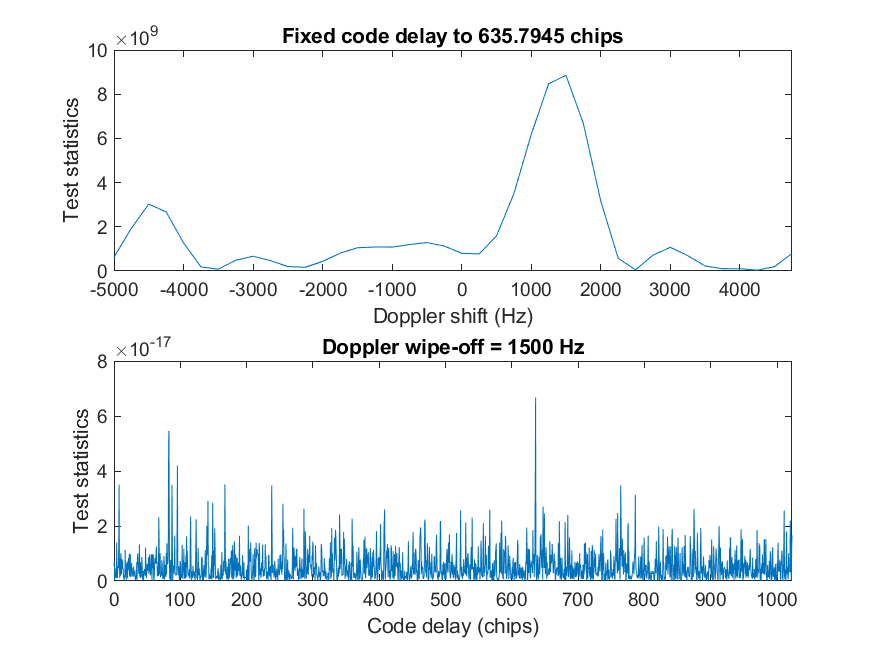 ×10^9
Fixed code delay to 635.7945 chips
10
8
6
4
2
0
Test statistics
-5000 -4000 -3000 -2000 -1000 0 1000 2000 3000 4000
Doppler shift (Hz)
×10^-17
Doppler wipe-off = 1500 Hz
8
6
4
2
0
Test statistics
0 100 200 300 400 500 600 700 800 900 1000
Code delay (chips)